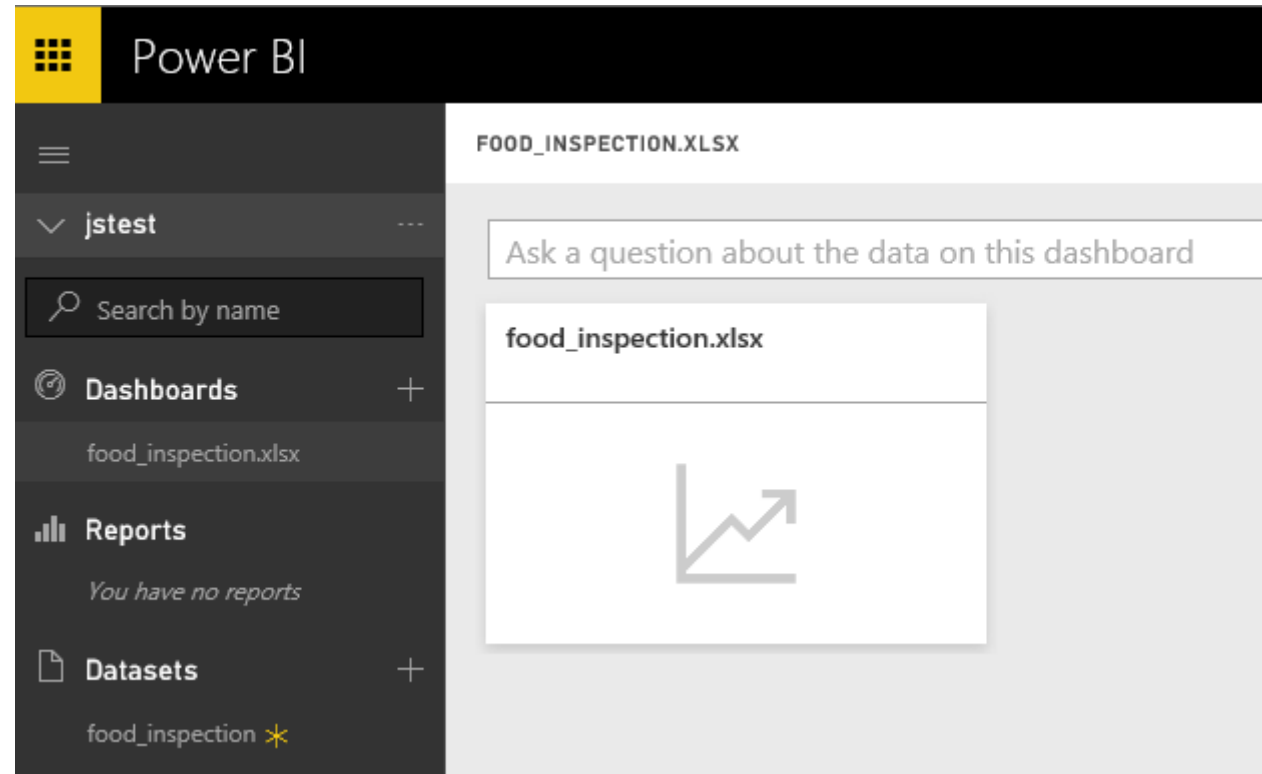 Power BI
FOOD_INSPECTION.XLSX
jstest
Search by name
Dashboards
food_inspection.xlsx
Reports
You have no reports
Datasets
food_inspection
Ask a question about the data on this dashboard
food_inspection.xlsx